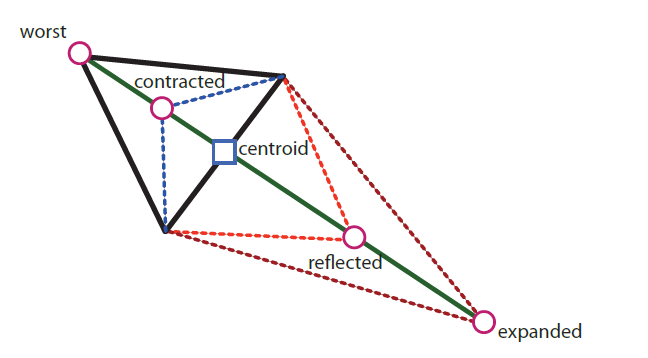 worst
contracted
centroid
reflected
expanded